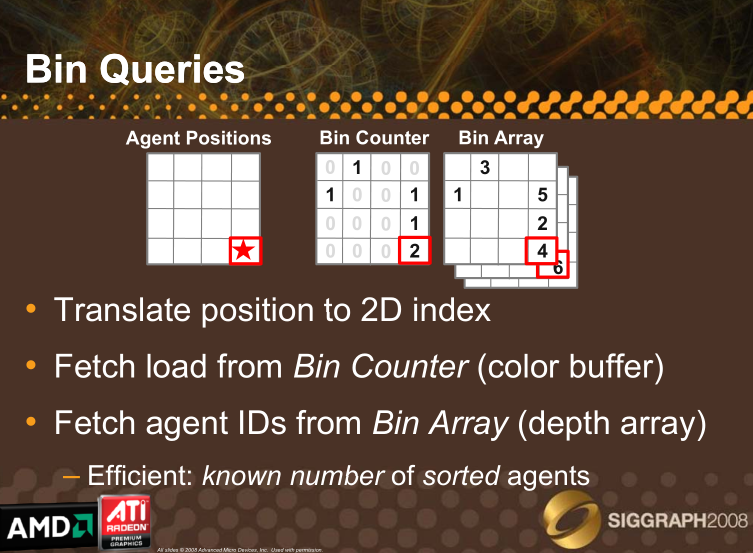 Bin Queries
Agent Positions Bin Counter Bin Array
0 1 0 0 3
1 0 0 1 1 5
0 0 0 1 2
0 0 0 2 4
6
• Translate position to 2D index
• Fetch load from Bin Counter (color buffer)
• Fetch agent IDs from Bin Array (depth array)
– Efficient: known number of sorted agents
AMD ATI RADEON PREMIUM GRAPHICS SIGGRAPH2008
All slides © 2008 Advanced Micro Devices, Inc. Used with permission.